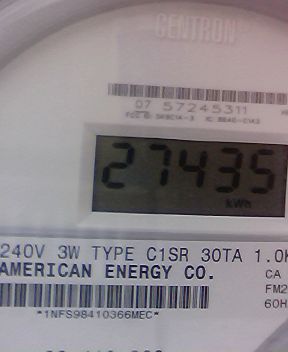 CENTRON
07 57245311
27435
kWh
240V 3W TYPE C1SR 30TA 1.0K
AMERICAN ENERGY CO.
CA
FM2
60H
*1NFS98410366MEC*